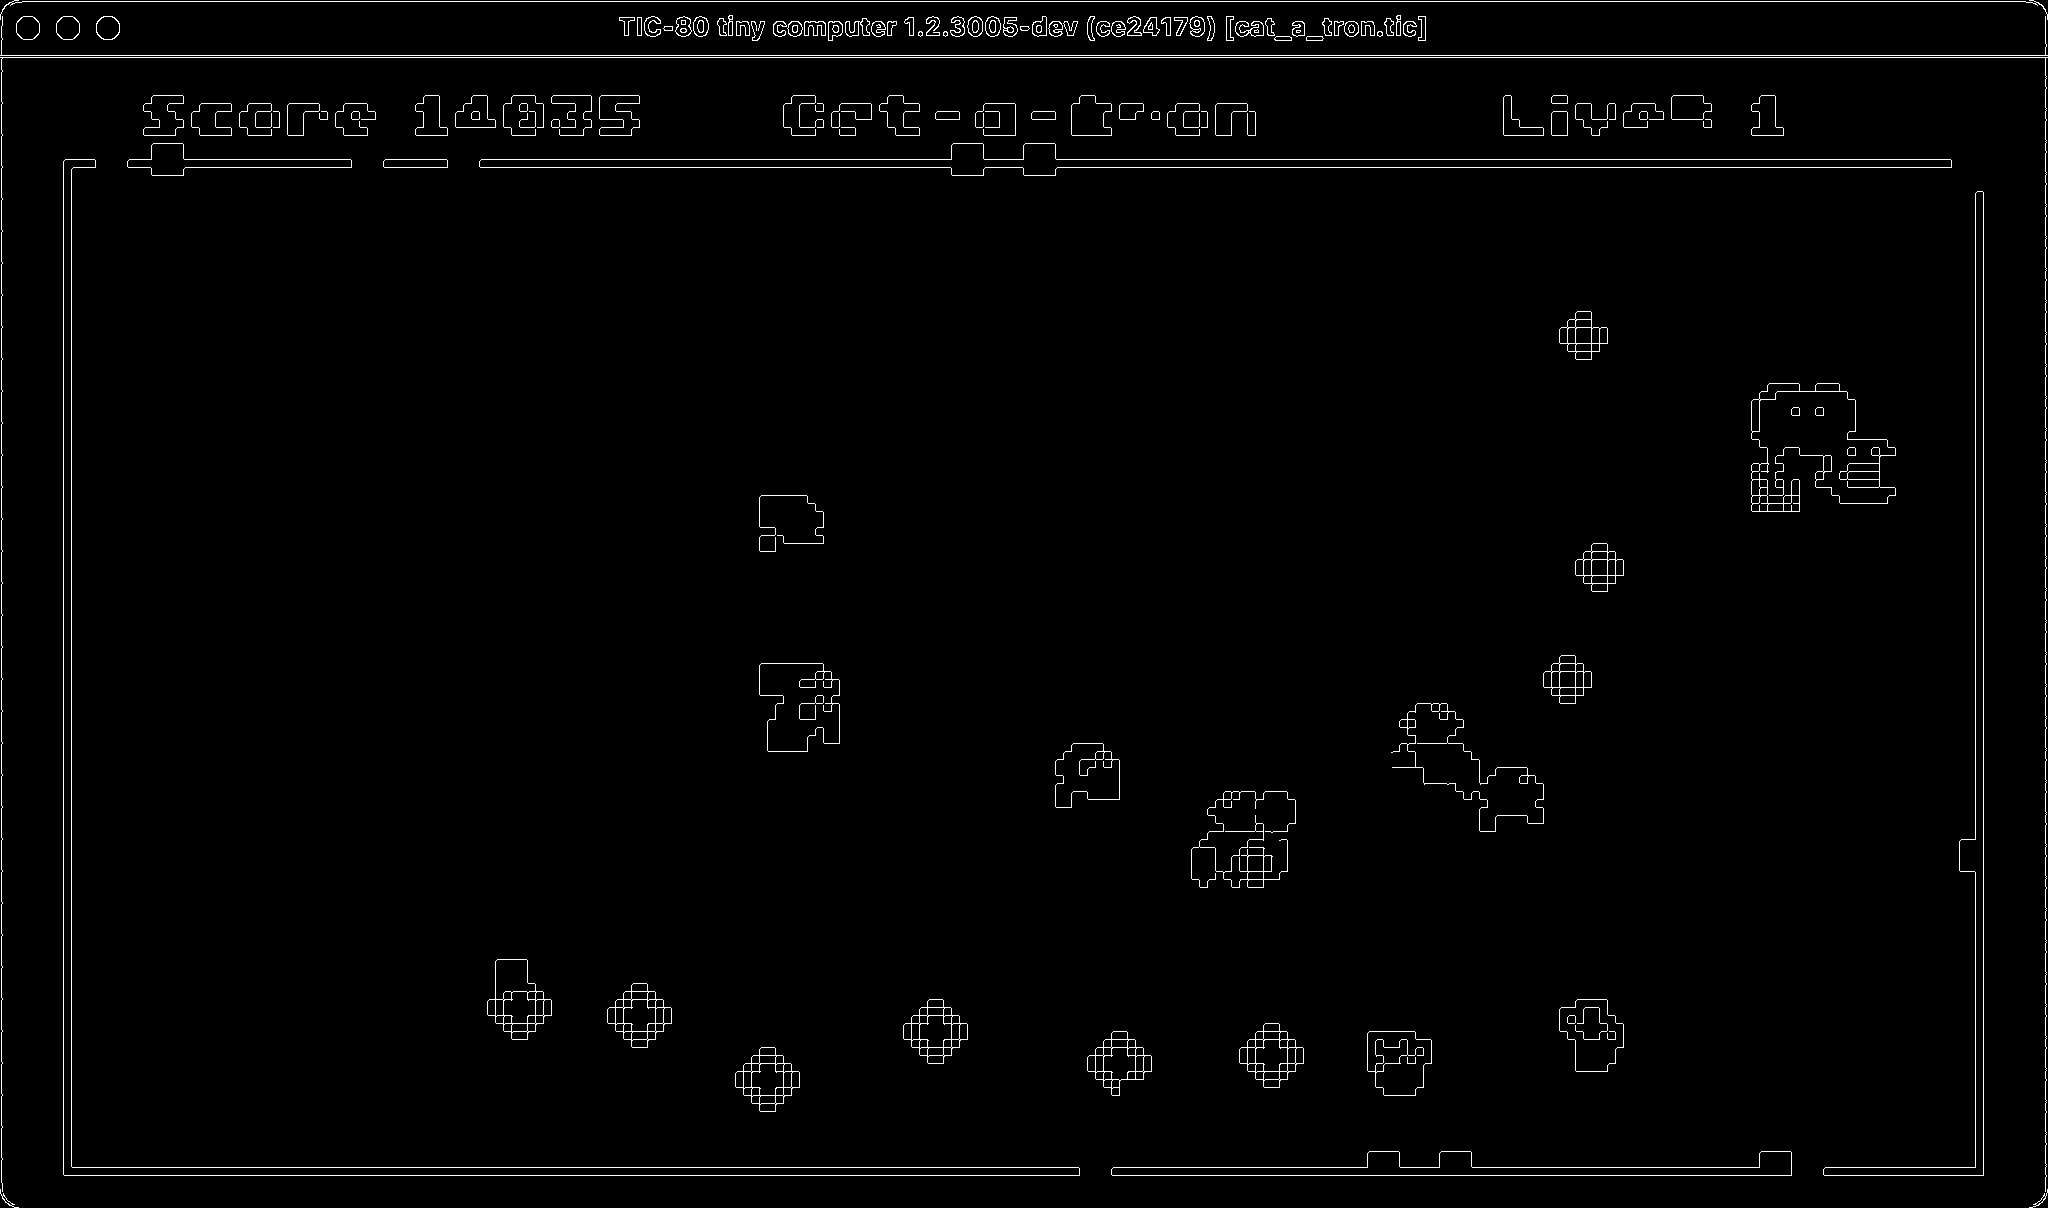 TIC-80 tiny computer 1.2.3005-dev (ce24179) [cat_a_tron.tic]
Score 14035 Cat-a-tron Lives 1